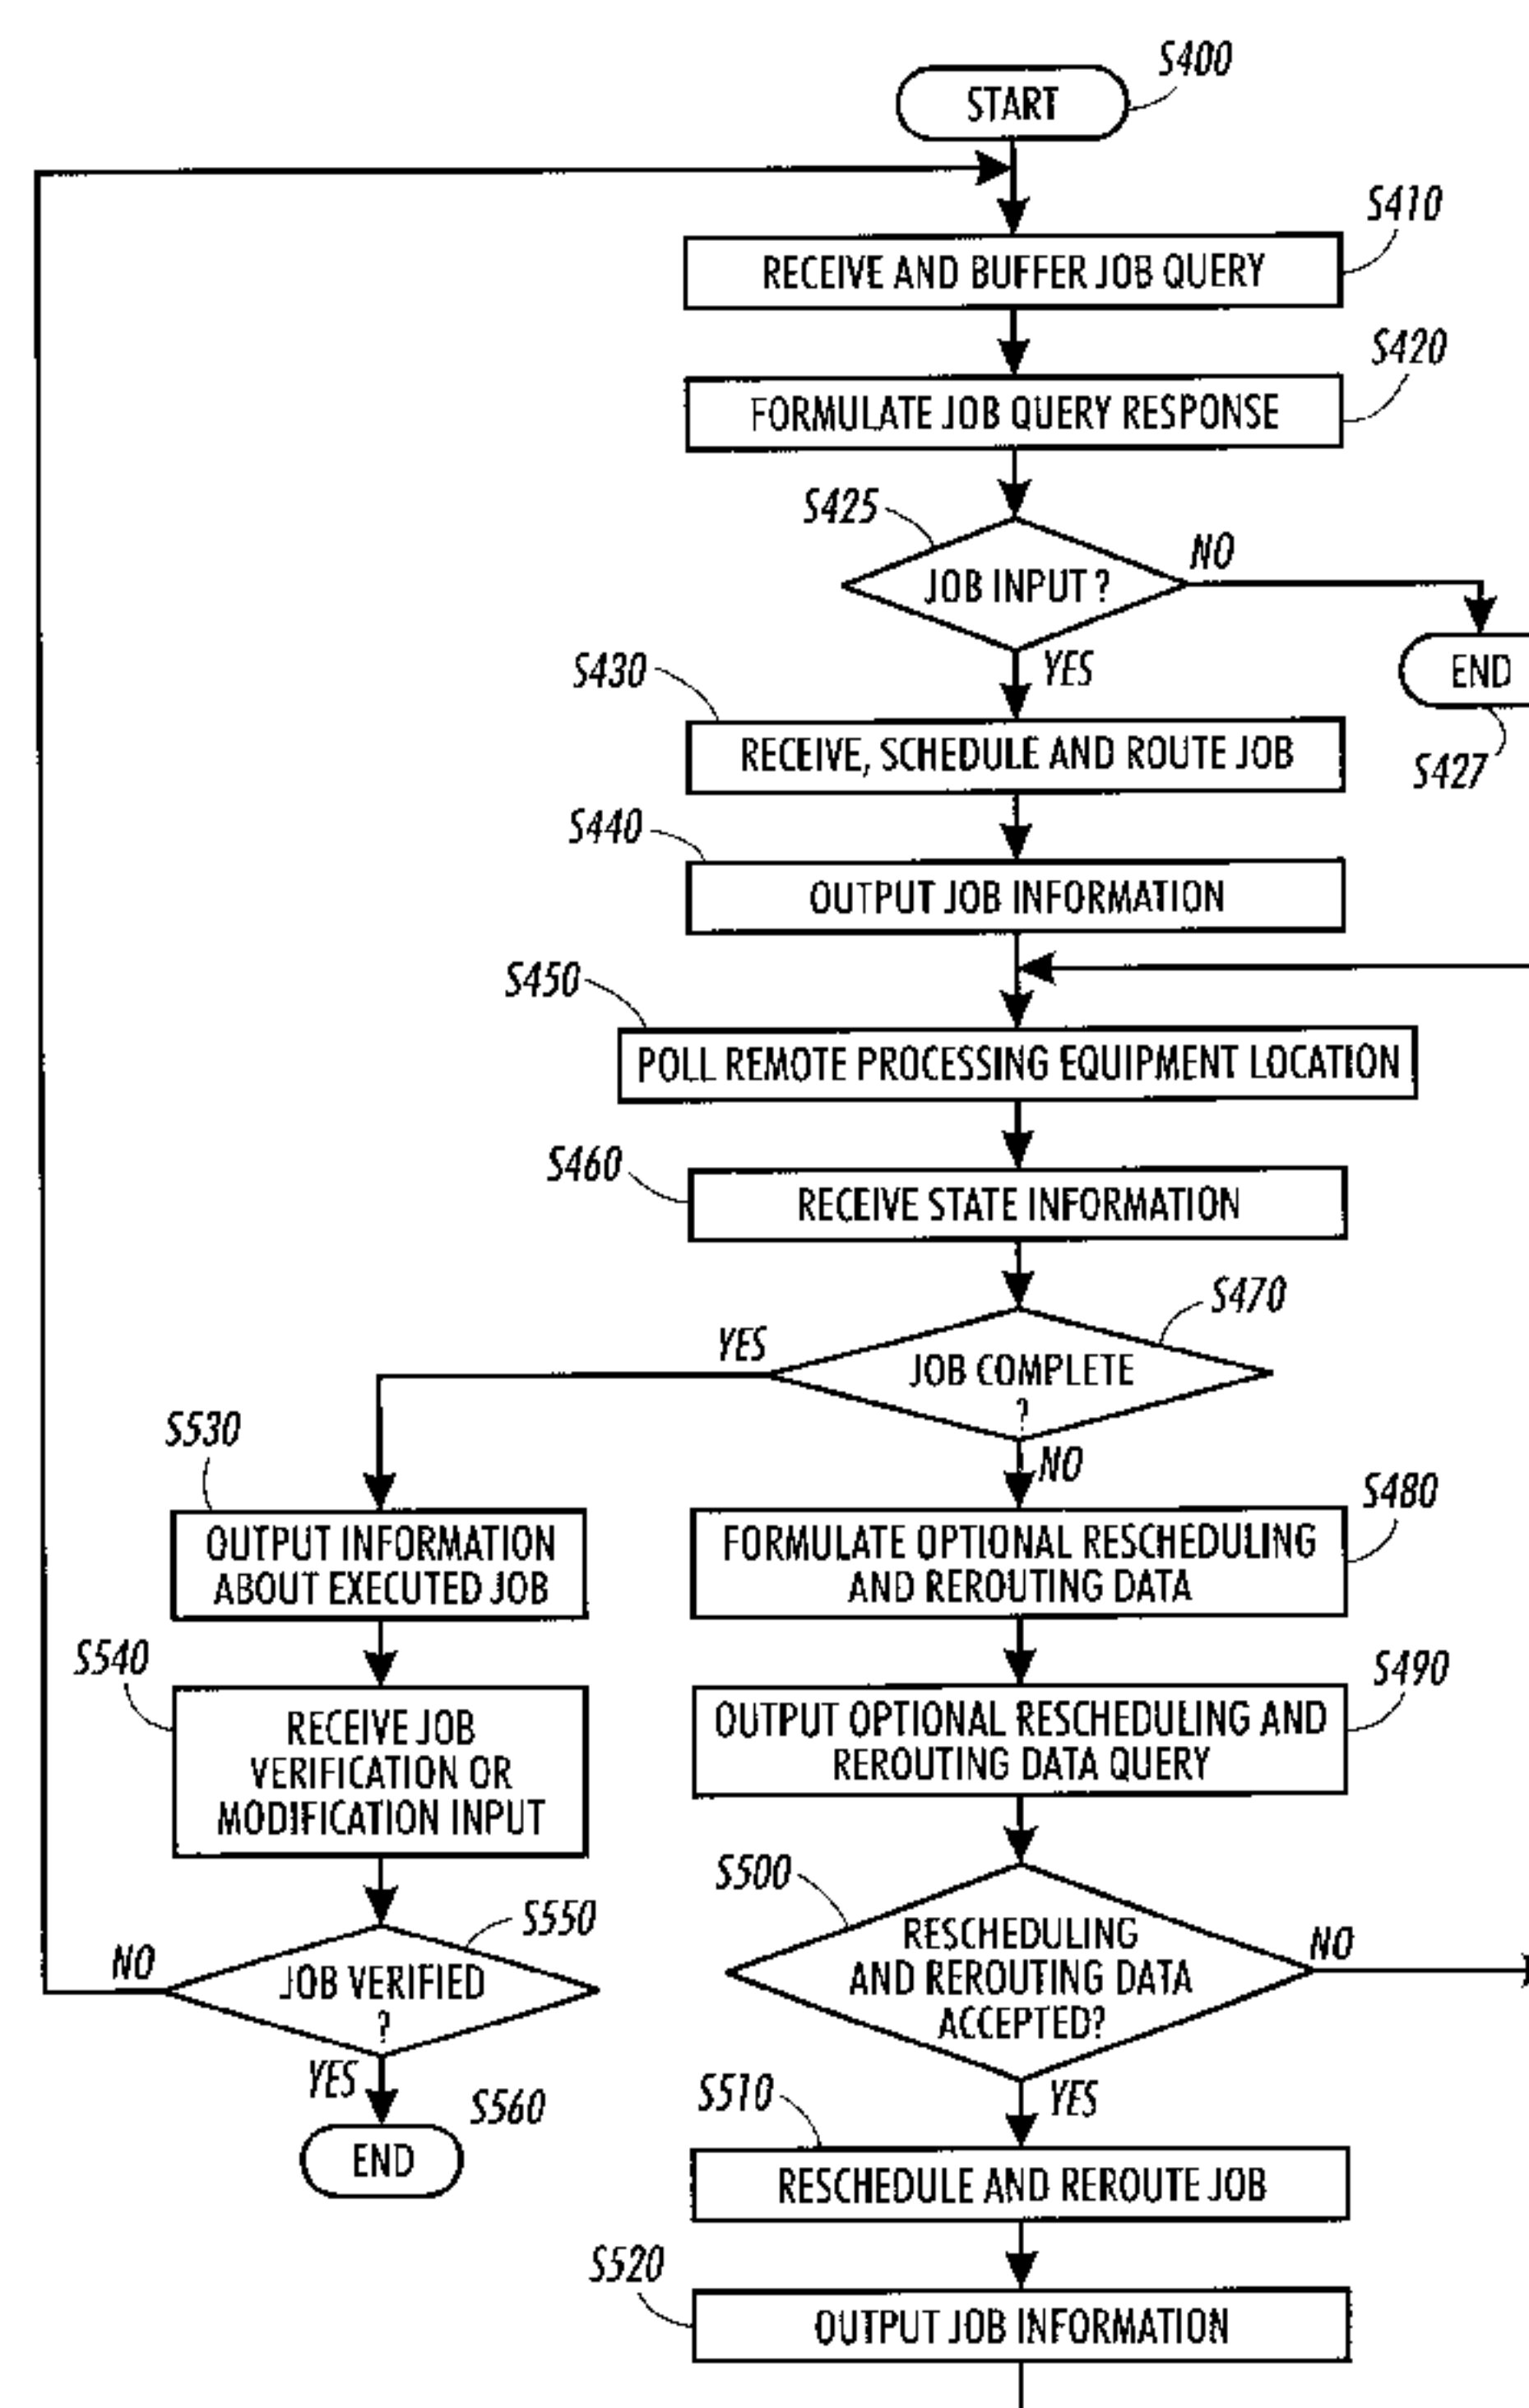 S400
START
S410
RECEIVE AND BUFFER JOB QUERY
S420
FORMULATE JOB QUERY RESPONSE
S425
JOB INPUT ?
NO
YES
END
S427
S430
RECEIVE, SCHEDULE AND ROUTE JOB
S440
OUTPUT JOB INFORMATION
S450
POLL REMOTE PROCESSING EQUIPMENT LOCATION
S460
RECEIVE STATE INFORMATION
S470
JOB COMPLETE
?
YES
NO
S530
OUTPUT INFORMATION
ABOUT EXECUTED JOB
S480
FORMULATE OPTIONAL RESCHEDULING
AND REROUTING DATA
S540
RECEIVE JOB
VERIFICATION OR
MODIFICATION INPUT
S490
OUTPUT OPTIONAL RESCHEDULING AND
REROUTING DATA QUERY
S550
JOB VERIFIED
?
NO
YES
S560
END
S500
RESCHEDULING
AND REROUTING DATA
ACCEPTED?
NO
YES
S510
RESCHEDULE AND REROUTE JOB
S520
OUTPUT JOB INFORMATION